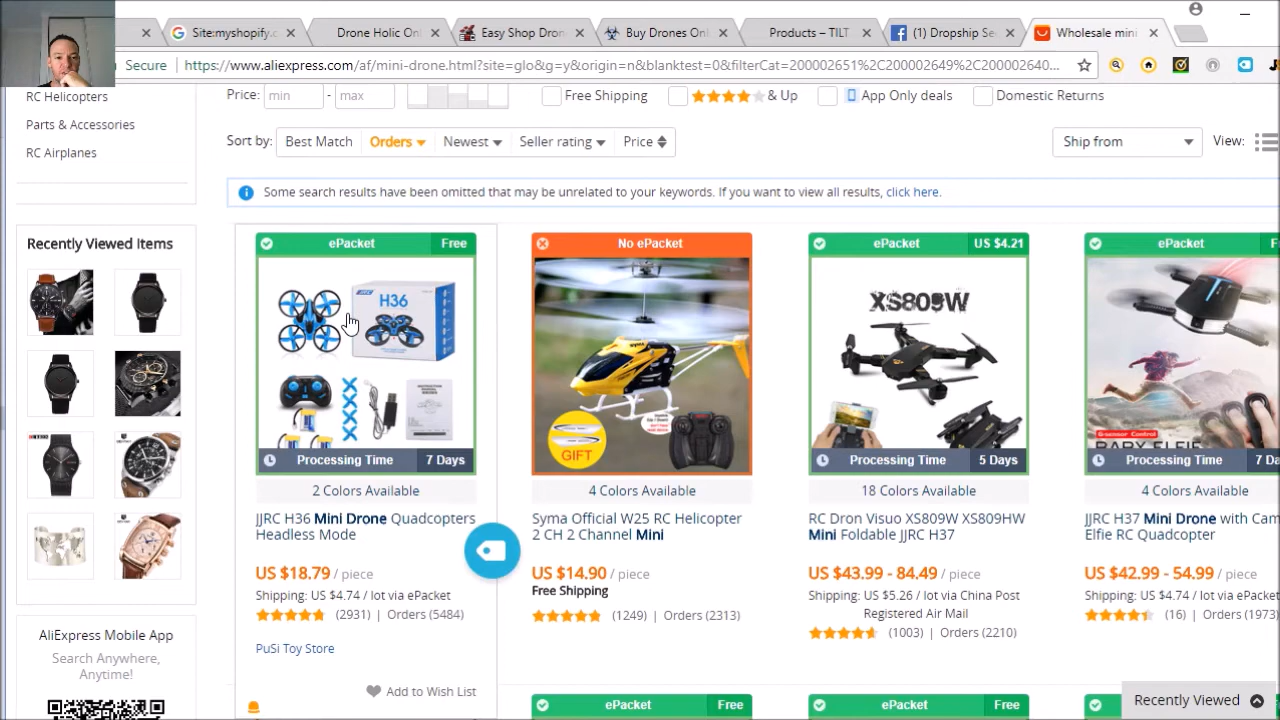 Site:myshopify.c
Drone Holic Onl
Easy Shop Dron
Buy Drones Onl
Products – TILT
(1) Dropship Se
Wholesale mini
Secure
https://www.aliexpress.com/af/mini-drone.html?site=glo&g=y&origin=n&blanktest=0&filterCat=200002651%2C200002649%2C200002640...
RC Helicopters
Parts & Accessories
RC Airplanes
Price: min - max
Free Shipping
& Up
App Only deals
Domestic Returns
Sort by: Best Match Orders Newest Seller rating Price
Ship from
View:
Some search results have been omitted that may be unrelated to your keywords. If you want to view all results, click here.
Recently Viewed Items
ePacket Free
H36
Processing Time 7 Days
2 Colors Available
JJRC H36 Mini Drone Quadcopters
Headless Mode
US $18.79 / piece
Shipping: US $4.74 / lot via ePacket
(2931) | Orders (5484)
PuSi Toy Store
Add to Wish List
No ePacket
GIFT
4 Colors Available
Syma Official W25 RC Helicopter
2 CH 2 Channel Mini
US $14.90 / piece
Free Shipping
(1249) | Orders (2313)
ePacket US $4.21
XS809W
Processing Time 5 Days
18 Colors Available
RC Dron Visuo XS809W XS809HW
Mini Foldable JJRC H37
US $43.99 - 84.49 / piece
Shipping: US $5.26 / lot via China Post
Registered Air Mail
(1003) | Orders (2210)
ePacket
G-sensor Control
BABY ELFIE
Processing Time 7 Da
4 Colors Available
JJRC H37 Mini Drone with Cam
Elfie RC Quadcopter
US $42.99 - 54.99 / piece
Shipping: US $4.74 / lot via ePacket
(16) | Orders (1973)
AliExpress Mobile App
Search Anywhere,
Anytime!
ePacket Free
ePacket Free
Recently Viewed